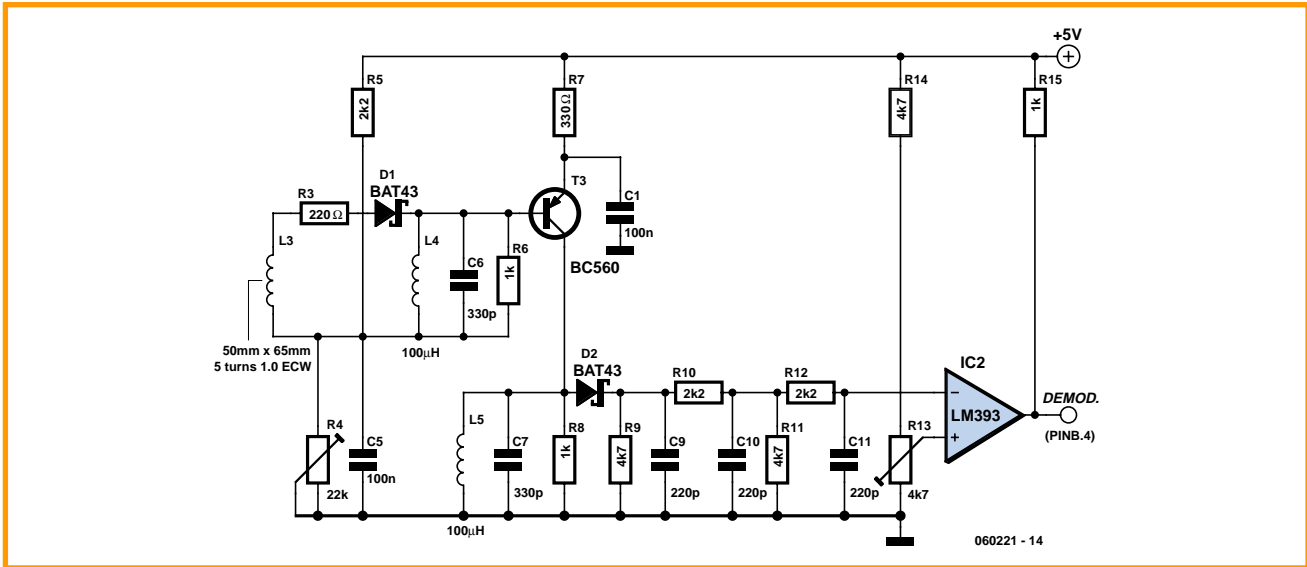 +5V
R5
2k2
R7
330Ω
R14
4k7
R15
1k
D1
BAT43
R3
220 Ω
T3
C1
100n
BC560
L3
L4
C6
330p
R6
1k
50mm x 65mm
5 turns 1.0 ECW
100µH
D2
BAT43
R10
2k2
R12
2k2
IC2
LM393
–
+
DEMOD.
(PINB.4)
R4
22k
C5
100n
L5
100µH
C7
330p
R8
1k
R9
4k7
C9
220p
C10
220p
R11
4k7
C11
220p
R13
4k7
060221 - 14